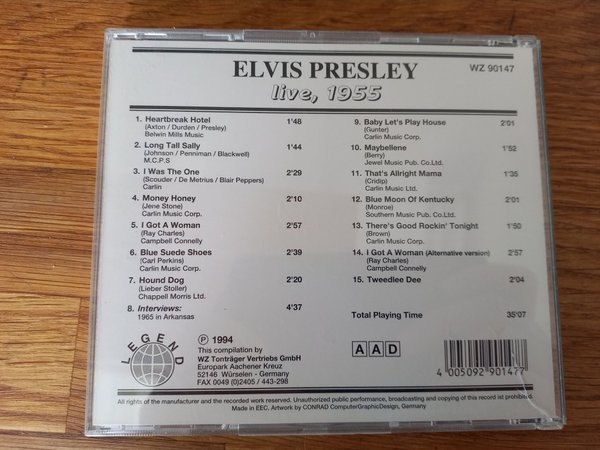 ELVIS PRESLEY
WZ 90147
live, 1955
1. Heartbreak Hotel 1'48
(Axton / Durden / Presley)
Belwin Mills Music
2. Long Tall Sally 1'44
(Johnson / Penniman / Blackwell)
M.C.P.S
3. I Was The One 2'29
(Scouder / De Metrius / Blair Peppers)
Carlin
4. Money Honey 2'10
(Jene Stone)
Carlin Music Corp.
5. I Got A Woman 2'57
(Ray Charles)
Campbell Connelly
6. Blue Suede Shoes 2'29
(Carl Perkins)
Carlin Music Corp.
7. Hound Dog 2'20
(Lieber Stoller)
Chappell Morris Ltd.
8. Interviews: 4'37
1965 in Arkansas
9. Baby Let's Play House 2'01
(Gunter)
Carlin Music Corp.
10. Maybellene 1'52
(Berry)
Jewel Music Pub. Co.Ltd.
11. That's Allright Mama 1'35
(Cridip)
Carlin Music Ltd.
12. Blue Moon Of Kentucky 2'01
(Monroe)
Southern Music Pub. Co.Ltd.
13. There's Good Rockin' Tonight 1'50
(Brown)
Carlin Music Corp.
14. I Got A Woman (Alternative version) 2'57
(Ray Charles)
Campbell Connelly
15. Tweedlee Dee 2'04
Total Playing Time 35'07
LEGEND
℗ 1994
This compilation by
WZ Tonträger Vertriebs GmbH
Europark Aachener Kreuz
52146 Würselen - Germany
FAX 0049 (0)2405 / 443-298
A A D
4 005092 901477
All rights of the manufacturer and the recorded work reserved. Unauthorized public performance, broadcasting and copying of this record ist prohibited.
Made in EEC. Artwork by CONRAD ComputerGraphicDesign, Germany